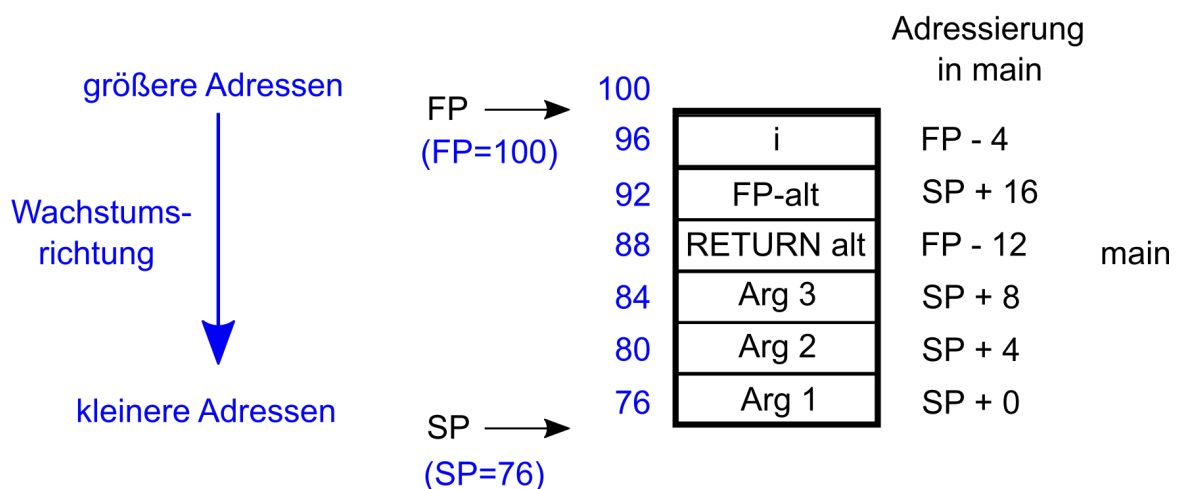 Adressierung
in main
größere Adressen
FP
(FP=100)
100
96 i FP - 4
92 FP-alt SP + 16
88 RETURN alt FP - 12 main
84 Arg 3 SP + 8
80 Arg 2 SP + 4
76 Arg 1 SP + 0
Wachstums-
richtung
kleinere Adressen
SP
(SP=76)